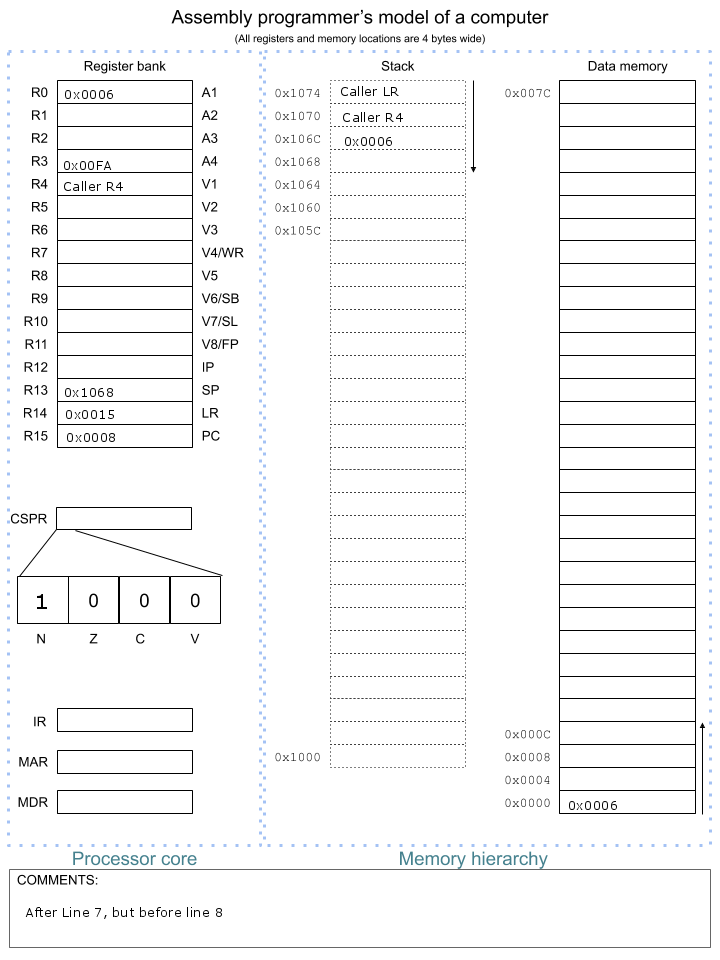 Assembly programmer's model of a computer
(All registers and memory locations are 4 bytes wide)
Register bank
Stack
Data memory
R0 0x0006 A1
R1 A2
R2 A3
R3 0x00FA A4
R4 Caller R4 V1
R5 V2
R6 V3
R7 V4/WR
R8 V5
R9 V6/SB
R10 V7/SL
R11 V8/FP
R12 IP
R13 0x1068 SP
R14 0x0015 LR
R15 0x0008 PC
CSPR
1 0 0 0
N Z C V
IR
MAR
MDR
Processor core
0x1074 Caller LR
0x1070 Caller R4
0x106C 0x0006
0x1068
0x1064
0x1060
0x105C
0x1000
0x007C
0x000C
0x0008
0x0004
0x0000 0x0006
Memory hierarchy
COMMENTS:
After Line 7, but before line 8